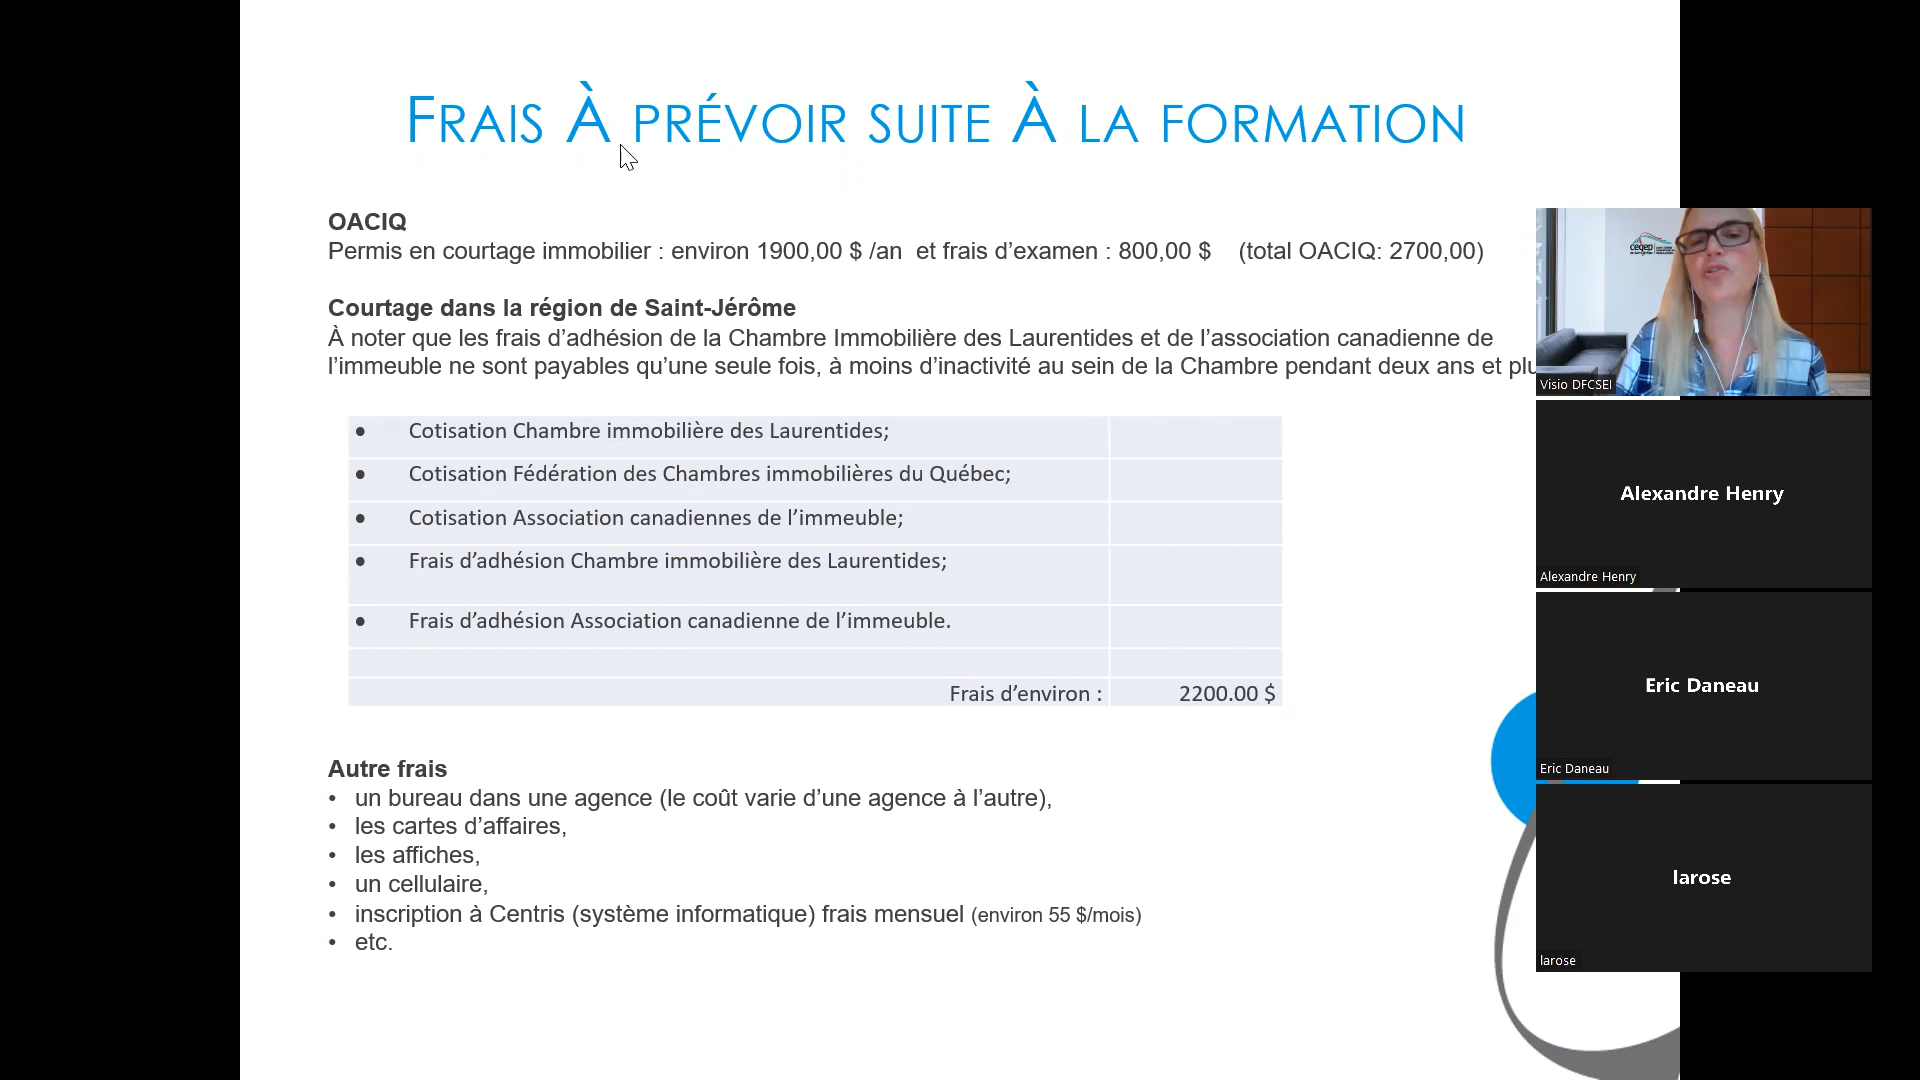 FRAIS À PRÉVOIR SUITE À LA FORMATION
OACIQ
Permis en courtage immobilier : environ 1900,00 $ /an et frais d’examen : 800,00 $ (total OACIQ: 2700,00)
Courtage dans la région de Saint-Jérôme
À noter que les frais d’adhésion de la Chambre Immobilière des Laurentides et de l’association canadienne de
l’immeuble ne sont payables qu’une seule fois, à moins d’inactivité au sein de la Chambre pendant deux ans et plu
• Cotisation Chambre immobilière des Laurentides;
• Cotisation Fédération des Chambres immobilières du Québec;
• Cotisation Association canadiennes de l’immeuble;
• Frais d’adhésion Chambre immobilière des Laurentides;
• Frais d’adhésion Association canadienne de l’immeuble.
Frais d’environ : 2200.00 $
Autre frais
• un bureau dans une agence (le coût varie d’une agence à l’autre),
• les cartes d’affaires,
• les affiches,
• un cellulaire,
• inscription à Centris (système informatique) frais mensuel (environ 55 $/mois)
• etc.
cegep
Visio DFCSEI
Alexandre Henry
Alexandre Henry
Eric Daneau
Eric Daneau
larose
larose